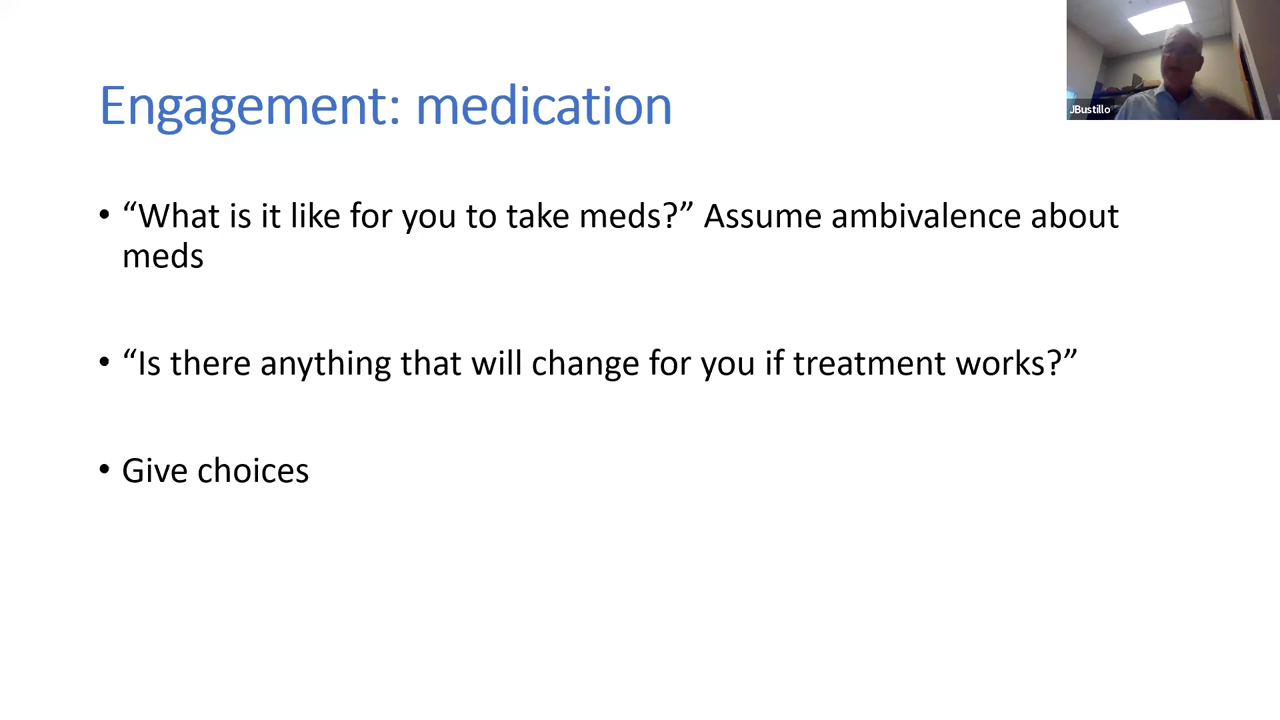 Engagement: medication
JBustillo
• “What is it like for you to take meds?” Assume ambivalence about
meds
• “Is there anything that will change for you if treatment works?”
• Give choices